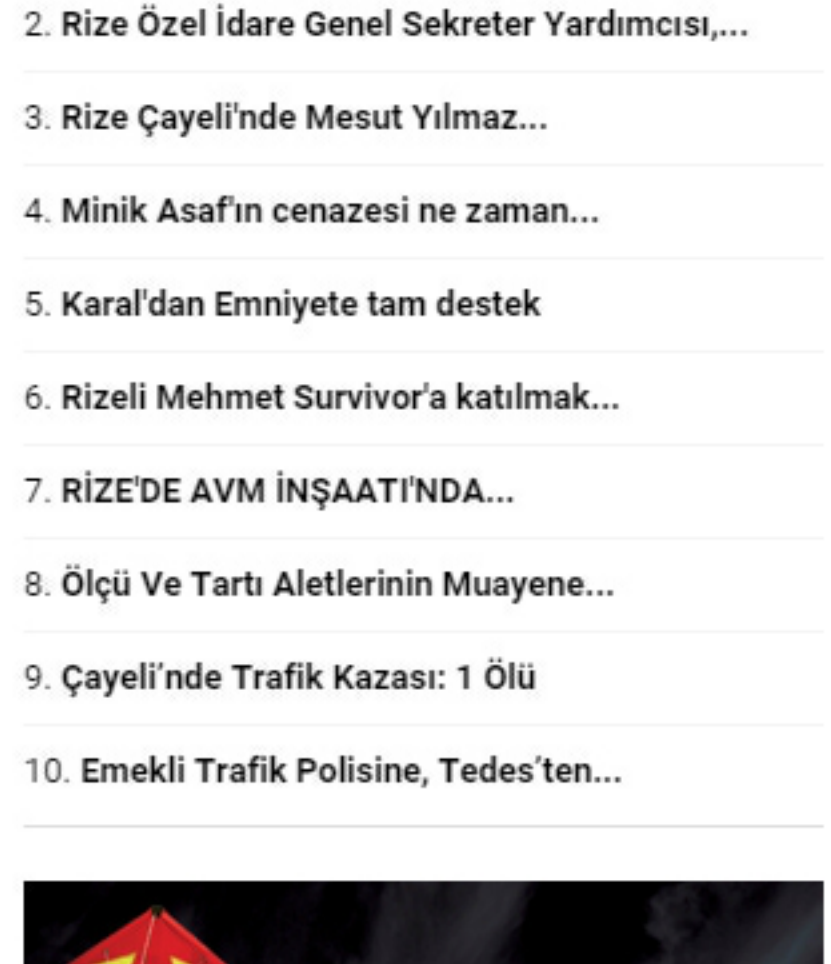 2. Rize Özel İdare Genel Sekreter Yardımcısı,...
3. Rize Çayeli'nde Mesut Yılmaz...
4. Minik Asaf'ın cenazesi ne zaman...
5. Karal'dan Emniyete tam destek
6. Rizeli Mehmet Survivor'a katılmak...
7. RİZE'DE AVM İNŞAATI'NDA...
8. Ölçü Ve Tartı Aletlerinin Muayene...
9. Çayeli’nde Trafik Kazası: 1 Ölü
10. Emekli Trafik Polisine, Tedes’ten...